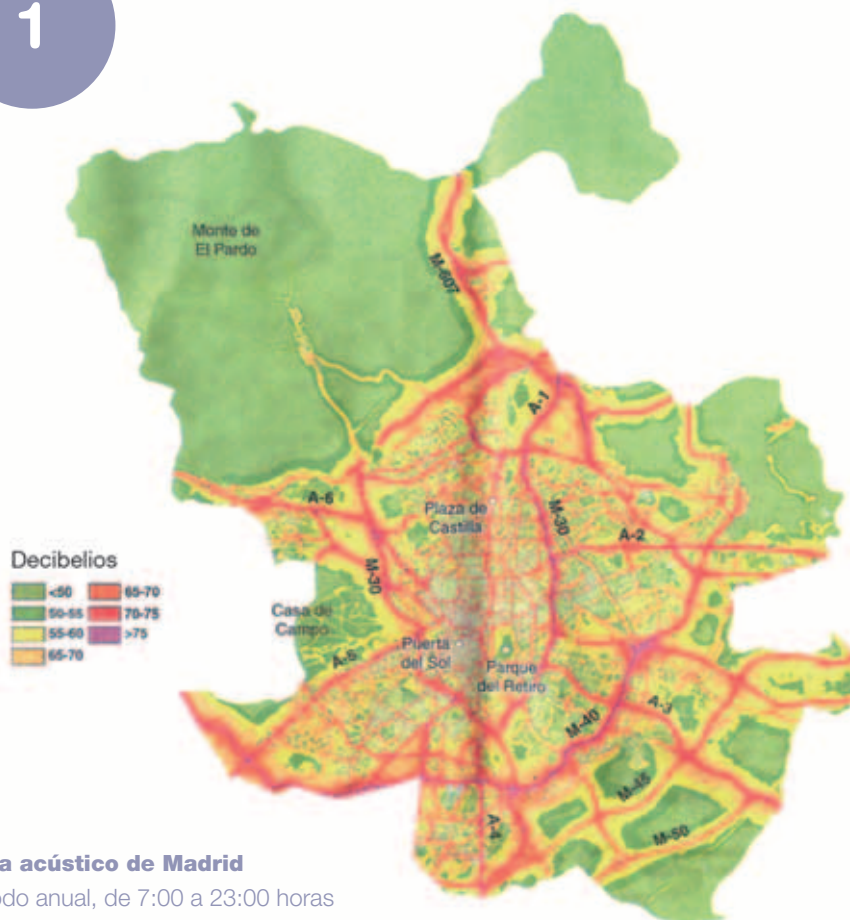 1
Monte de
El Pardo
M-607
A-1
A-6
Plaza de
Castilla
M-30
A-2
Decibelios
<50
65-70
50-55
70-75
55-60
>75
65-70
M-30
Casa de
Campo
Puerta
del Sol
A-5
Parque
del Retiro
A-3
M-40
M-45
A-4
M-50
a acústico de Madrid
odo anual, de 7:00 a 23:00 horas